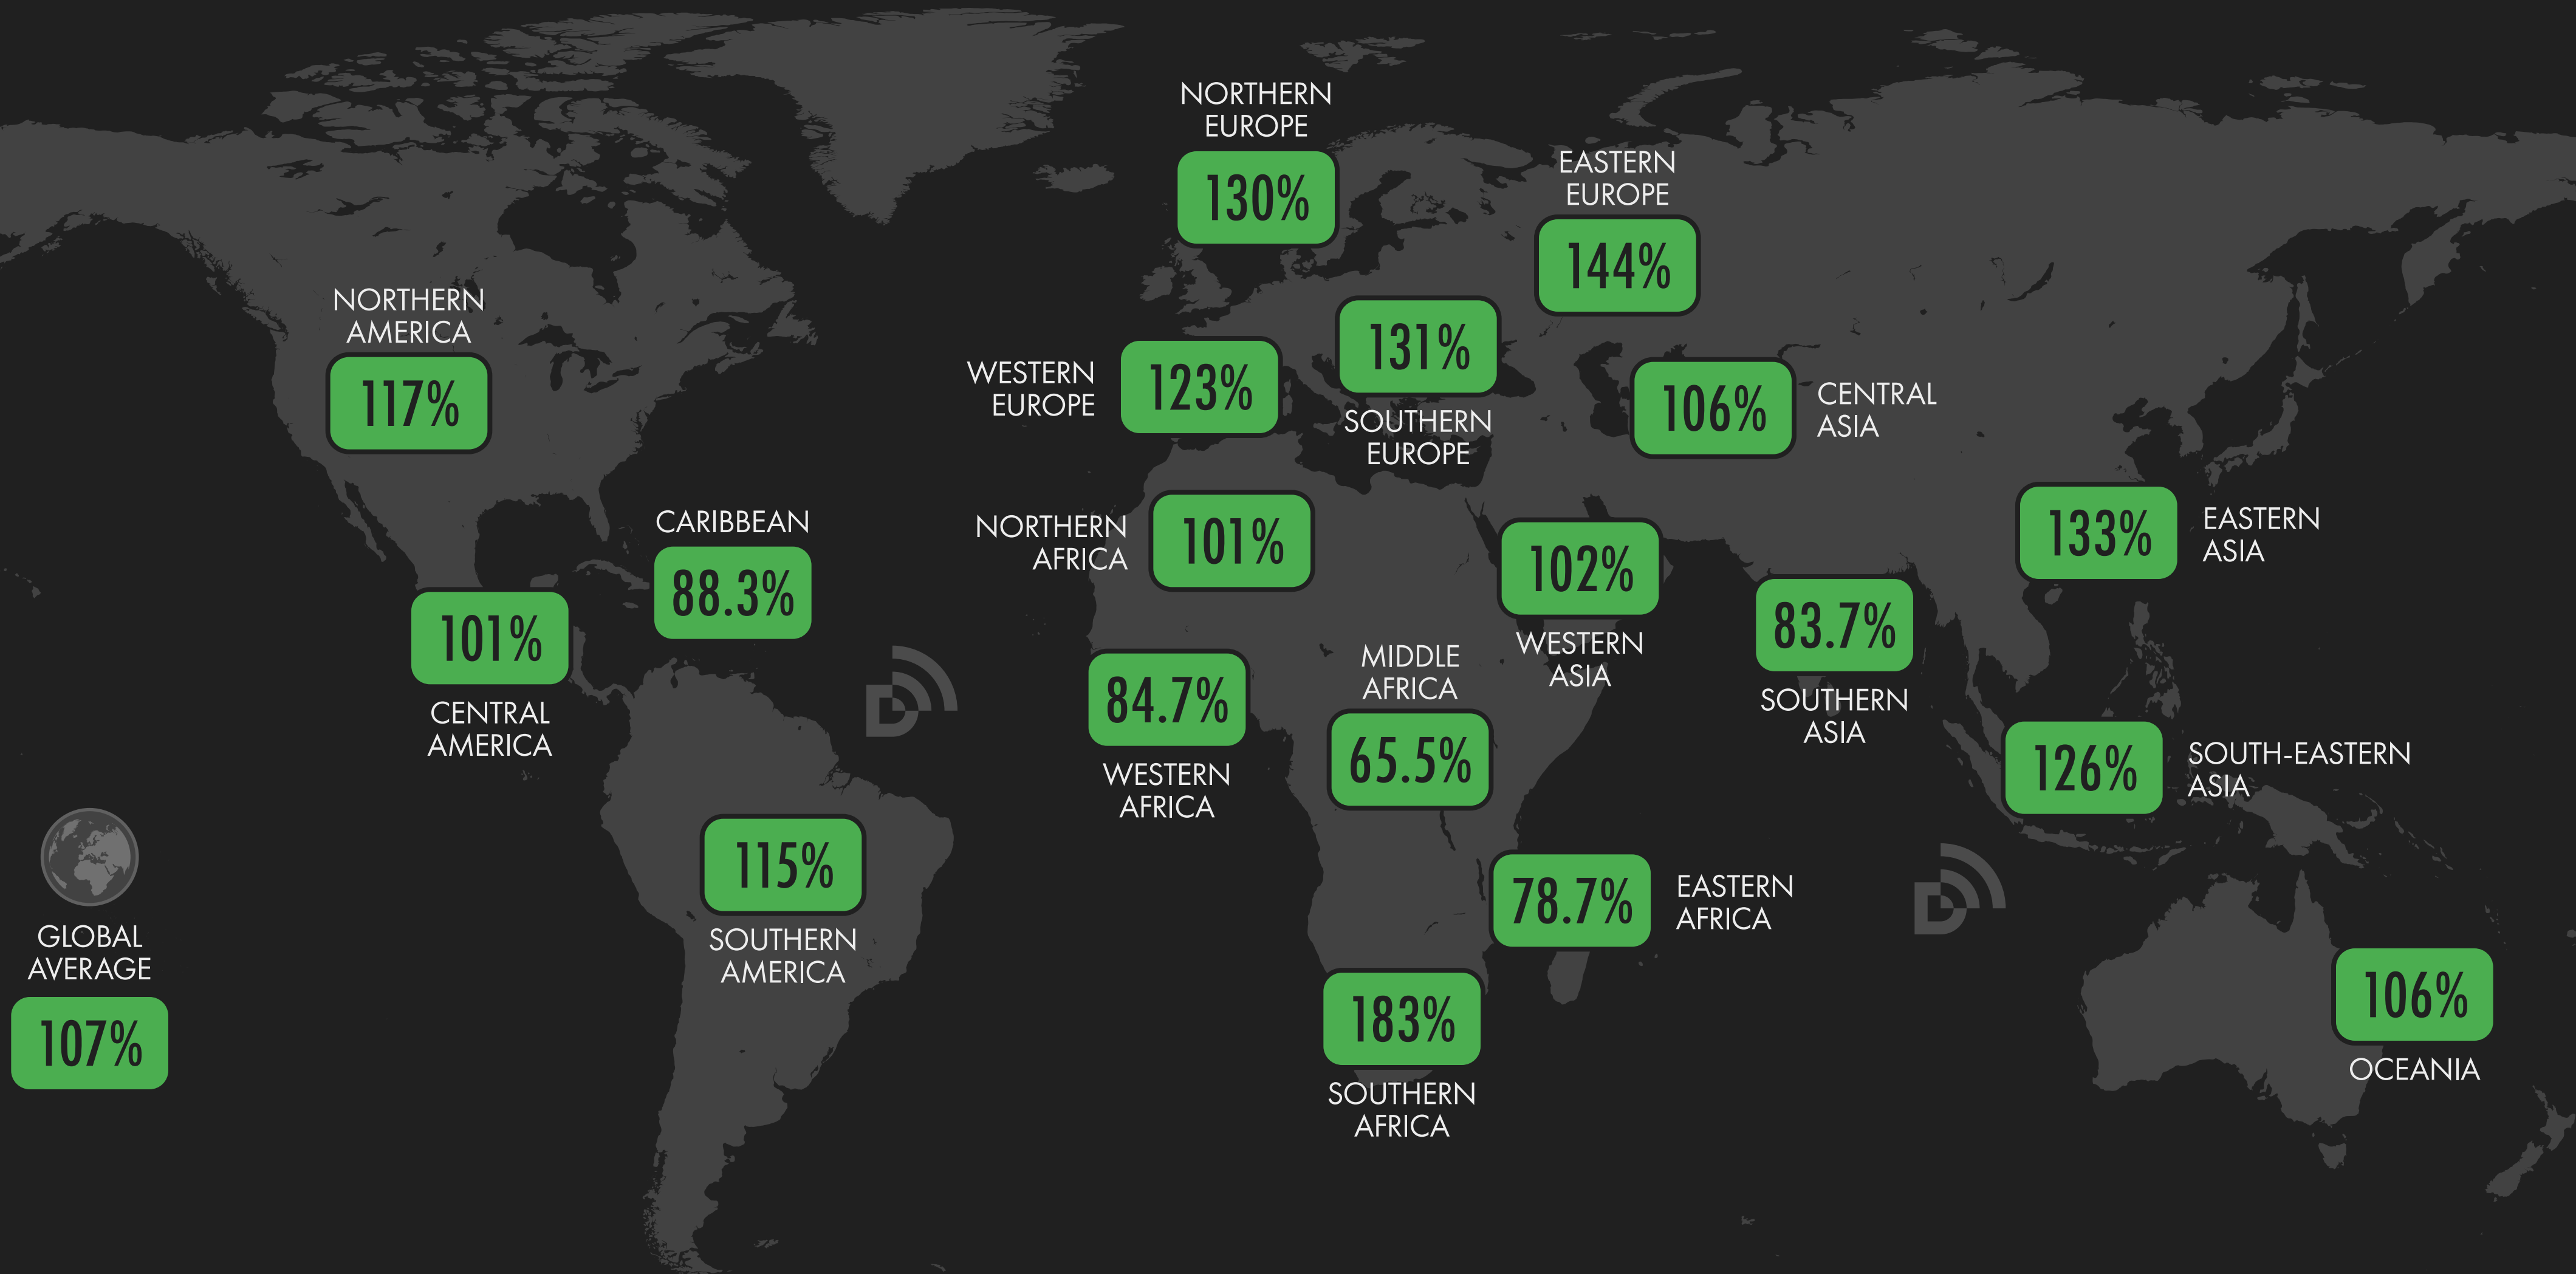 NORTHERN
EUROPE
130%
EASTERN
EUROPE
144%
NORTHERN
AMERICA
117%
WESTERN
EUROPE
123%
131%
SOUTHERN
EUROPE
106%
CENTRAL
ASIA
CARIBBEAN
88.3%
NORTHERN
AFRICA
101%
102%
WESTERN
ASIA
133%
EASTERN
ASIA
101%
CENTRAL
AMERICA
84.7%
WESTERN
AFRICA
MIDDLE
AFRICA
65.5%
83.7%
SOUTHERN
ASIA
126%
SOUTH-EASTERN
ASIA
115%
SOUTHERN
AMERICA
78.7%
EASTERN
AFRICA
GLOBAL
AVERAGE
107%
183%
SOUTHERN
AFRICA
106%
OCEANIA